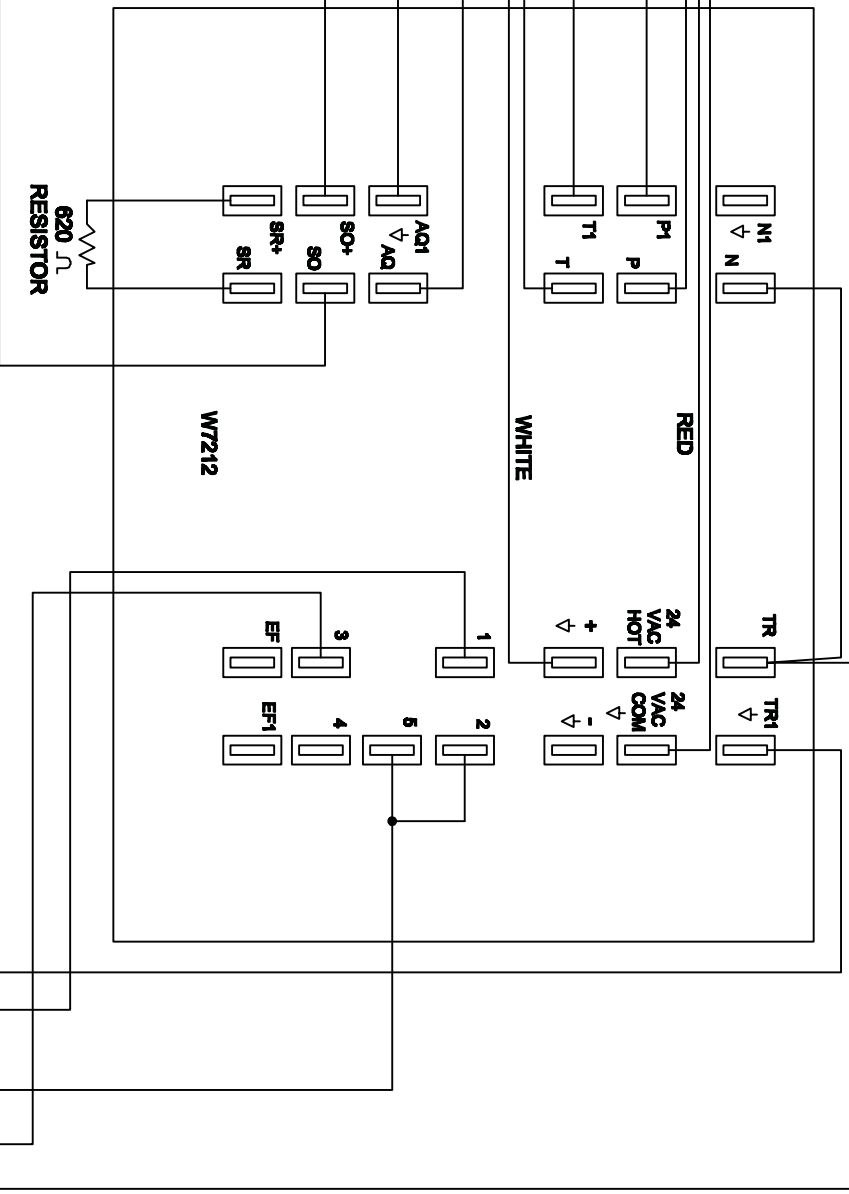 N1
N
TR
TR1
P1
P
RED
24
VAC
HOT
24
VAC
COM
T1
T
WHITE
+
-
1
2
AQ1
AQ
5
SO+
SO
3
4
SR+
SR
EF
EF1
W7212
620 Ω
RESISTOR